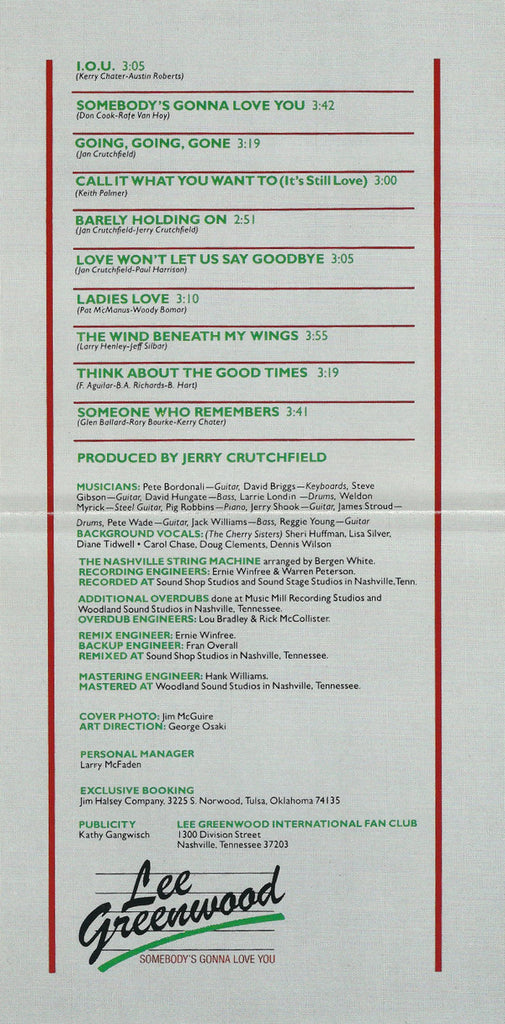 I.O.U. 3:05
(Kerry Chater-Austin Roberts)
SOMEBODY'S GONNA LOVE YOU 3:42
(Don Cook-Rafe Van Hoy)
GOING, GOING, GONE 3:19
(Jan Crutchfield)
CALL IT WHAT YOU WANT TO (It's Still Love) 3:00
(Keith Palmer)
BARELY HOLDING ON 2:51
(Jan Crutchfield-Jerry Crutchfield)
LOVE WON'T LET US SAY GOODBYE 3:05
(Jan Crutchfield-Paul Harrison)
LADIES LOVE 3:10
(Pat McManus-Woody Bomar)
THE WIND BENEATH MY WINGS 3:55
(Larry Henley-Jeff Silbar)
THINK ABOUT THE GOOD TIMES 3:19
(F. Aguilar-B.A. Richards-B. Hart)
SOMEONE WHO REMEMBERS 3:41
(Glen Ballard-Rory Bourke-Kerry Chater)
PRODUCED BY JERRY CRUTCHFIELD
MUSICIANS: Pete Bordonali—Guitar, David Briggs—Keyboards, Steve
Gibson—Guitar, David Hungate—Bass, Larrie Londin—Drums, Weldon
Myrick—Steel Guitar, Pig Robbins—Piano, Jerry Shook—Guitar, James Stroud—
Drums, Pete Wade—Guitar, Jack Williams—Bass, Reggie Young—Guitar
BACKGROUND VOCALS: (The Cherry Sisters) Sheri Huffman, Lisa Silver,
Diane Tidwell • Carol Chase, Doug Clements, Dennis Wilson
THE NASHVILLE STRING MACHINE arranged by Bergen White.
RECORDING ENGINEERS: Ernie Winfree & Warren Peterson.
RECORDED AT Sound Shop Studios and Sound Stage Studios in Nashville, Tenn.
ADDITIONAL OVERDUBS done at Music Mill Recording Studios and
Woodland Sound Studios in Nashville, Tennessee.
OVERDUB ENGINEERS: Lou Bradley & Rick McCollister.
REMIX ENGINEER: Ernie Winfree.
BACKUP ENGINEER: Fran Overall
REMIXED AT Sound Shop Studios in Nashville, Tennessee.
MASTERING ENGINEER: Hank Williams.
MASTERED AT Woodland Sound Studios in Nashville, Tennessee.
COVER PHOTO: Jim McGuire
ART DIRECTION: George Osaki
PERSONAL MANAGER
Larry McFaden
EXCLUSIVE BOOKING
Jim Halsey Company, 3225 S. Norwood, Tulsa, Oklahoma 74135
PUBLICITY
Kathy Gangwisch
LEE GREENWOOD INTERNATIONAL FAN CLUB
1300 Division Street
Nashville, Tennessee 37203
Lee
Greenwood
SOMEBODY'S GONNA LOVE YOU